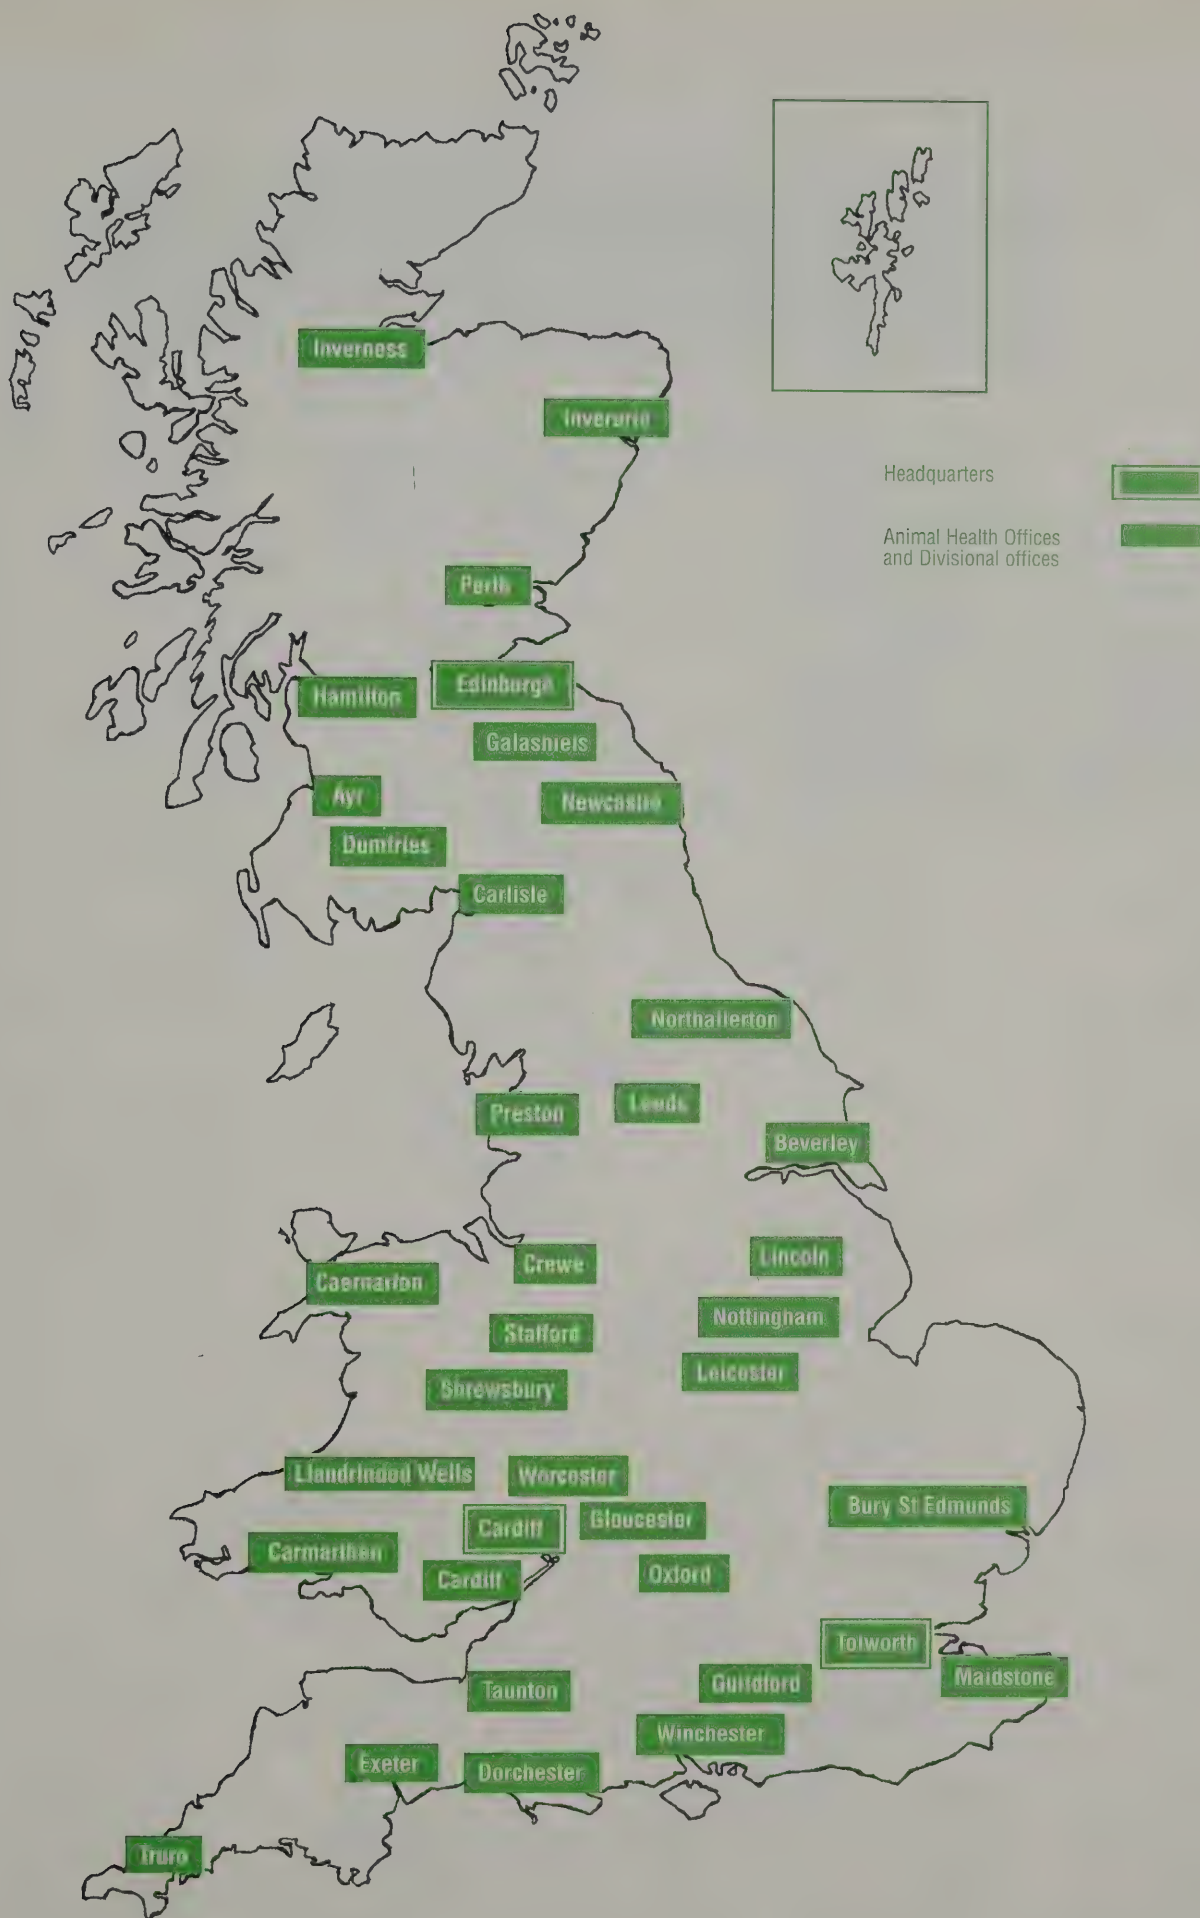 Inverness
Inverurie
Headquarters
Animal Health Offices
and Divisional offices
Perth
Edinburgh
Hamilton
Galashiels
Ayr
Newcastle
Dumfries
Carlisle
Northallerton
Leeds
Preston
Beverley
Lincoln
Crewe
Caernarfon
Nottingham
Stafford
Leicester
Shrewsbury
Llandrindod Wells
Worcester
Bury St Edmunds
Gloucester
Cardiff
Carmarthen
Oxford
Cardiff
Tolworth
Maidstone
Guildford
Taunton
Winchester
Exeter
Dorchester
Truro